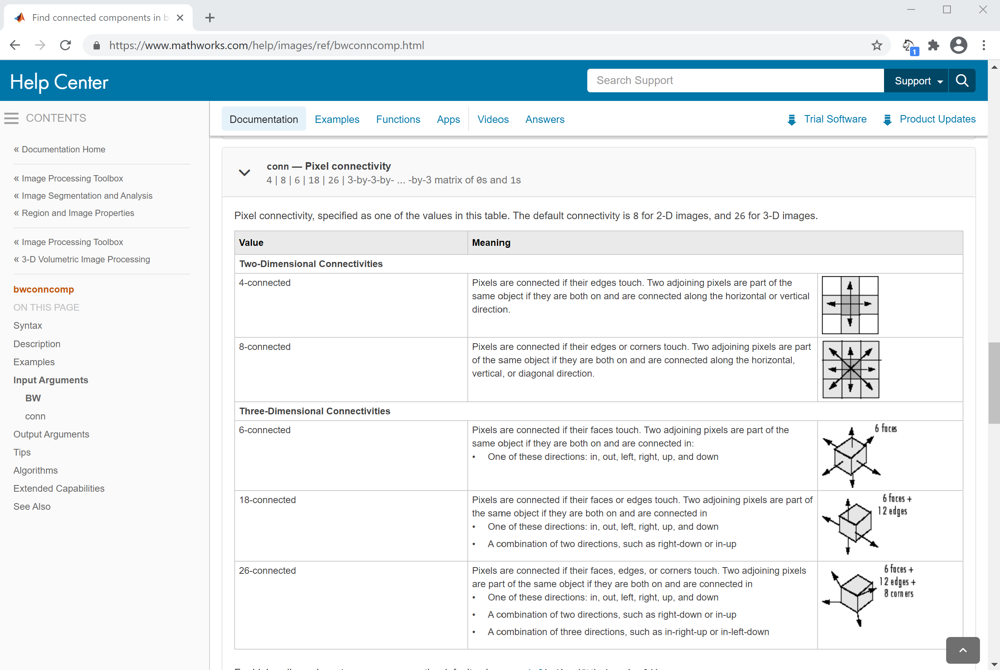 Find connected components in b
https://www.mathworks.com/help/images/ref/bwconncomp.html
1
Help Center
Search Support
Support
CONTENTS
Documentation
Examples
Functions
Apps
Videos
Answers
Trial Software
Product Updates
« Documentation Home
« Image Processing Toolbox
« Image Segmentation and Analysis
« Region and Image Properties
« Image Processing Toolbox
« 3-D Volumetric Image Processing
bwconncomp
ON THIS PAGE
Syntax
Description
Examples
Input Arguments
BW
conn
Output Arguments
Tips
Algorithms
Extended Capabilities
See Also
conn — Pixel connectivity
4 | 8 | 6 | 18 | 26 | 3-by-3-by- ... -by-3 matrix of 0s and 1s
Pixel connectivity, specified as one of the values in this table. The default connectivity is 8 for 2-D images, and 26 for 3-D images.
Value
Meaning
Two-Dimensional Connectivities
4-connected
Pixels are connected if their edges touch. Two adjoining pixels are part of the
same object if they are both on and are connected along the horizontal or vertical
direction.
8-connected
Pixels are connected if their edges or corners touch. Two adjoining pixels are part
of the same object if they are both on and are connected along the horizontal,
vertical, or diagonal direction.
Three-Dimensional Connectivities
6-connected
Pixels are connected if their faces touch. Two adjoining pixels are part of the
same object if they are both on and are connected in:
• One of these directions: in, out, left, right, up, and down
6 faces
18-connected
Pixels are connected if their faces or edges touch. Two adjoining pixels are part of
the same object if they are both on and are connected in
• One of these directions: in, out, left, right, up, and down
• A combination of two directions, such as right-down or in-up
6 faces +
12 edges
26-connected
Pixels are connected if their faces, edges, or corners touch. Two adjoining pixels
are part of the same object if they are both on and are connected in
• One of these directions: in, out, left, right, up, and down
• A combination of two directions, such as right-down or in-up
• A combination of three directions, such as in-right-up or in-left-down
6 faces +
12 edges +
8 corners